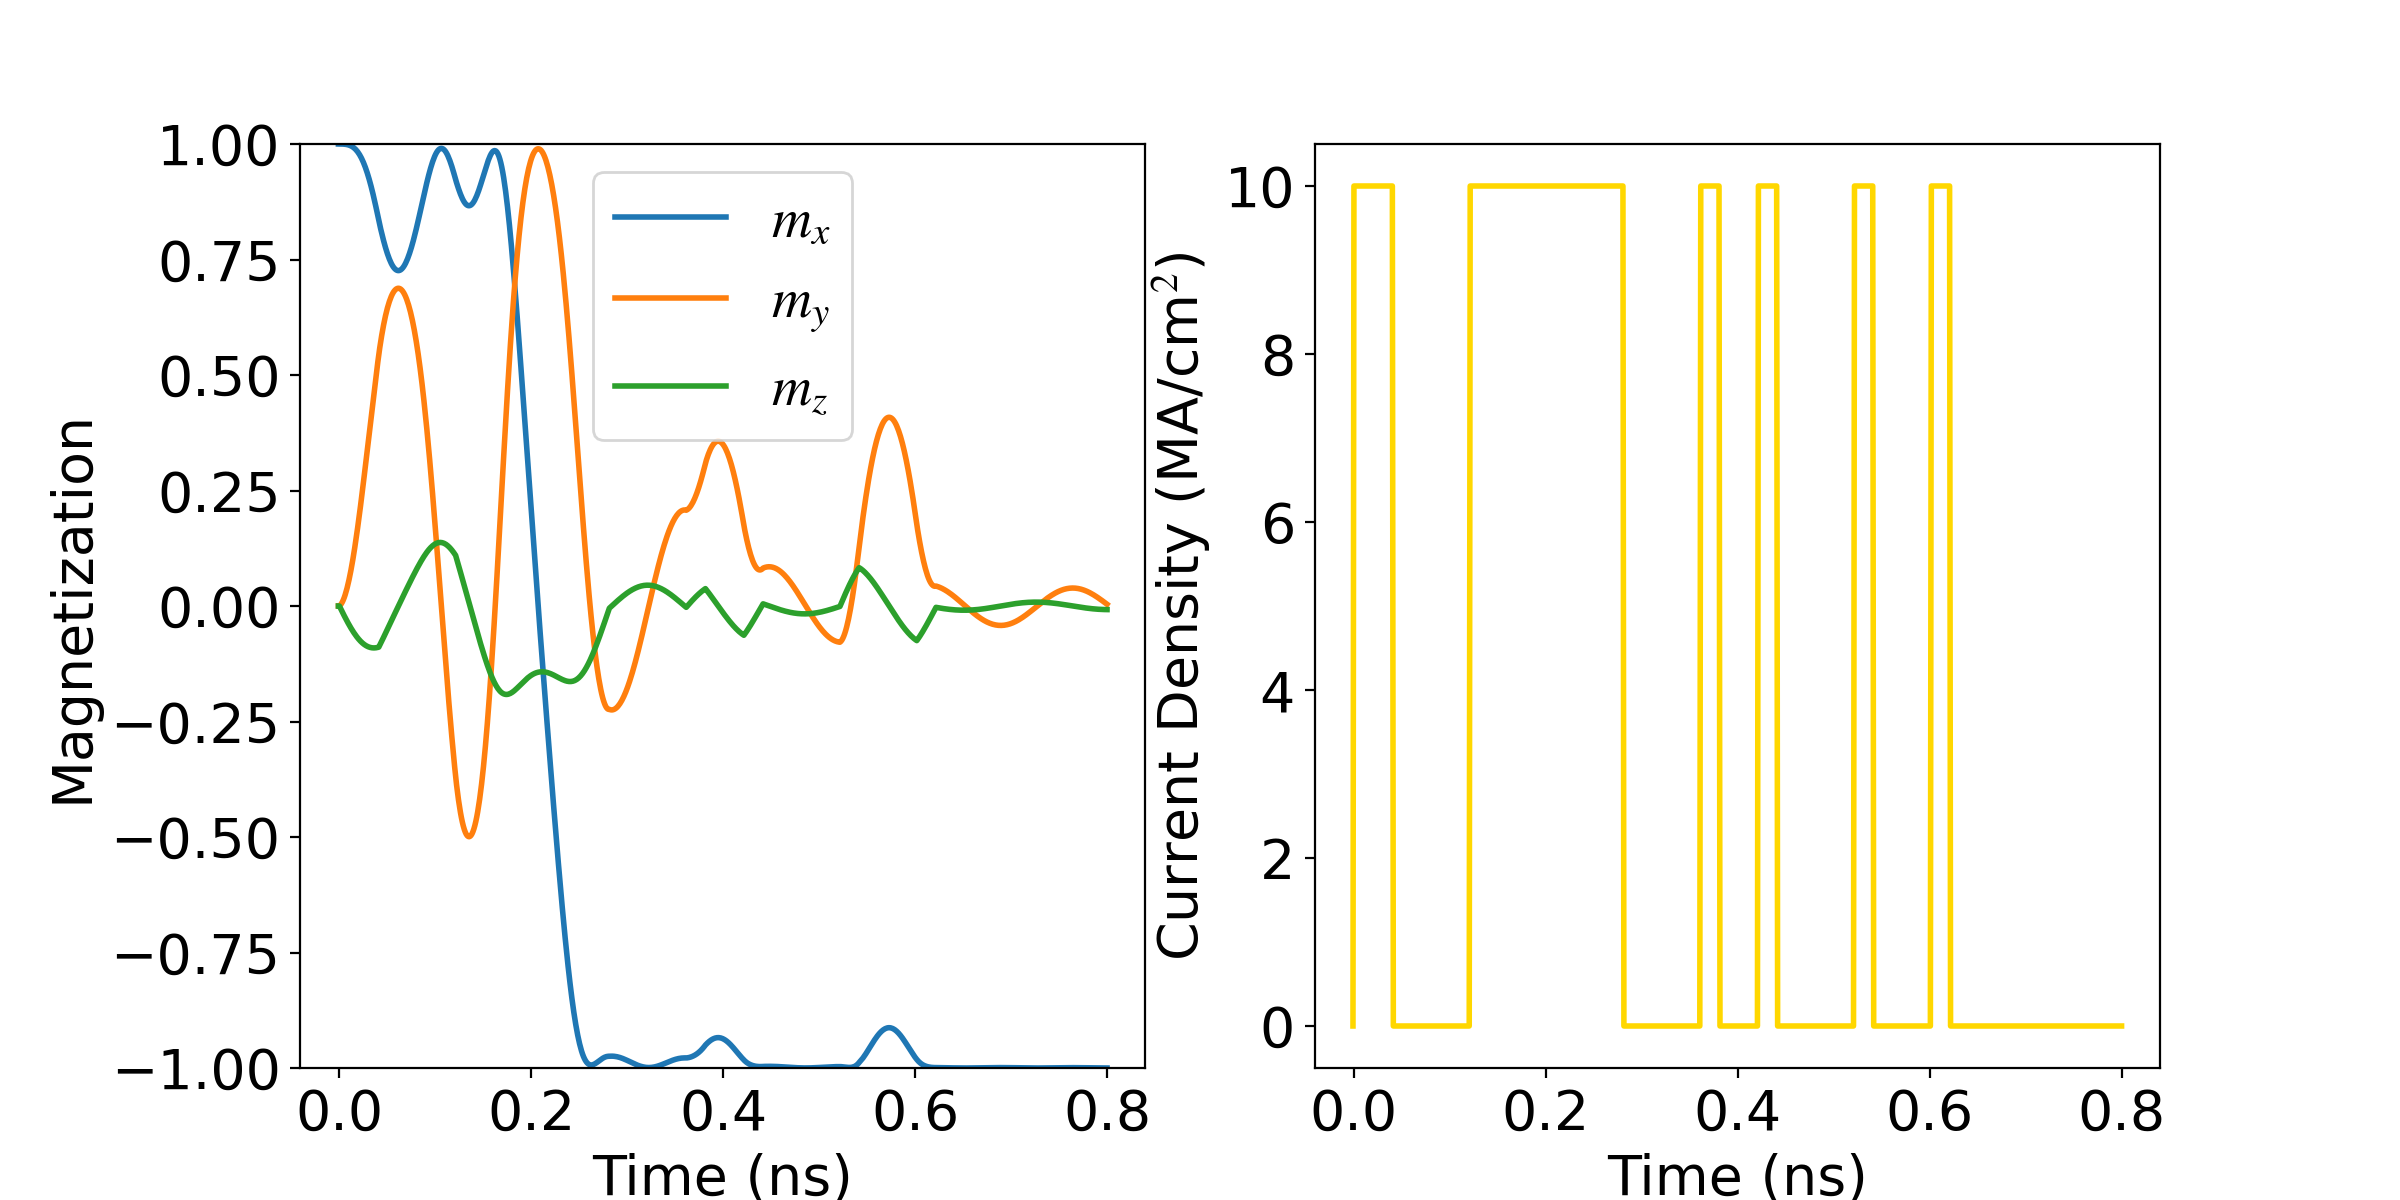 1.00
0.75
0.50
0.25
0.00
−0.25
−0.50
−0.75
−1.00
Magnetization
0.0 0.2 0.4 0.6 0.8
Time (ns)
m_x
m_y
m_z
10
8
6
4
2
0
Current Density (MA/cm²)
0.0 0.2 0.4 0.6 0.8
Time (ns)